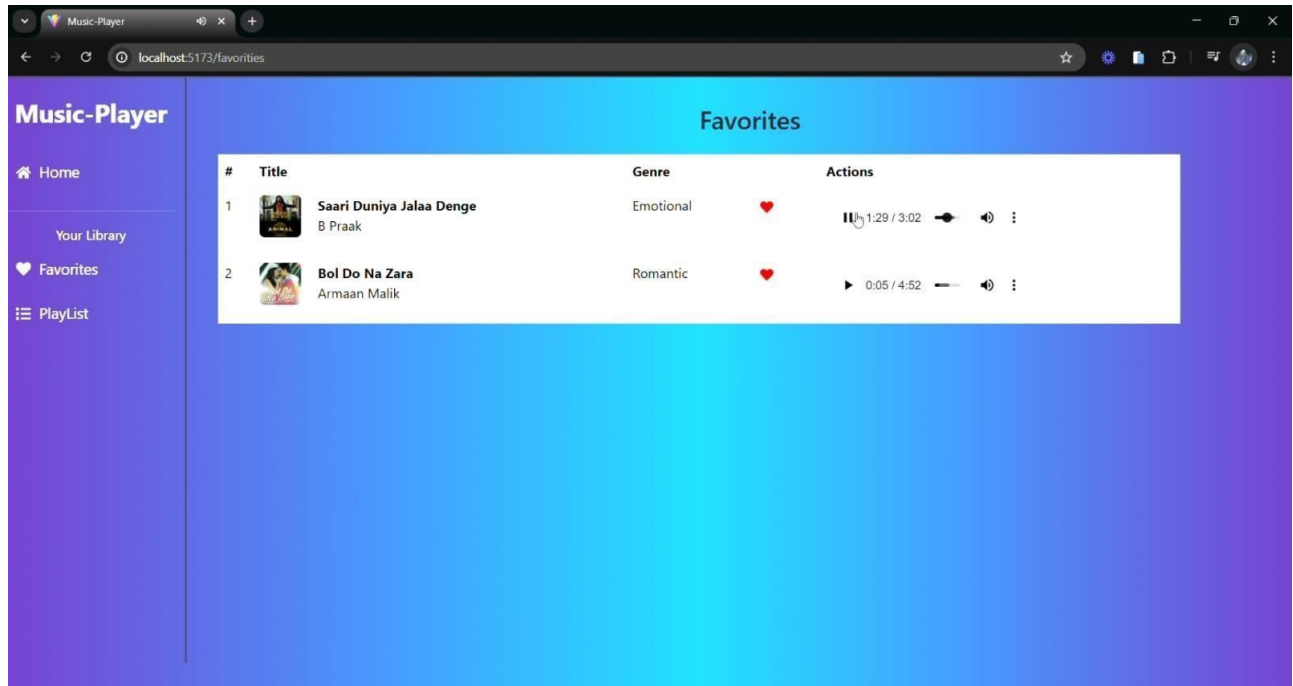 Music-Player
localhost:5173/favorities
Music-Player
Home
Your Library
Favorites
PlayList
Favorites
# Title Genre Actions
1 Saari Duniya Jalaa Denge Emotional 1:29 / 3:02
B Praak
ANIMAL
2 Bol Do Na Zara Romantic 0:05 / 4:52
Armaan Malik